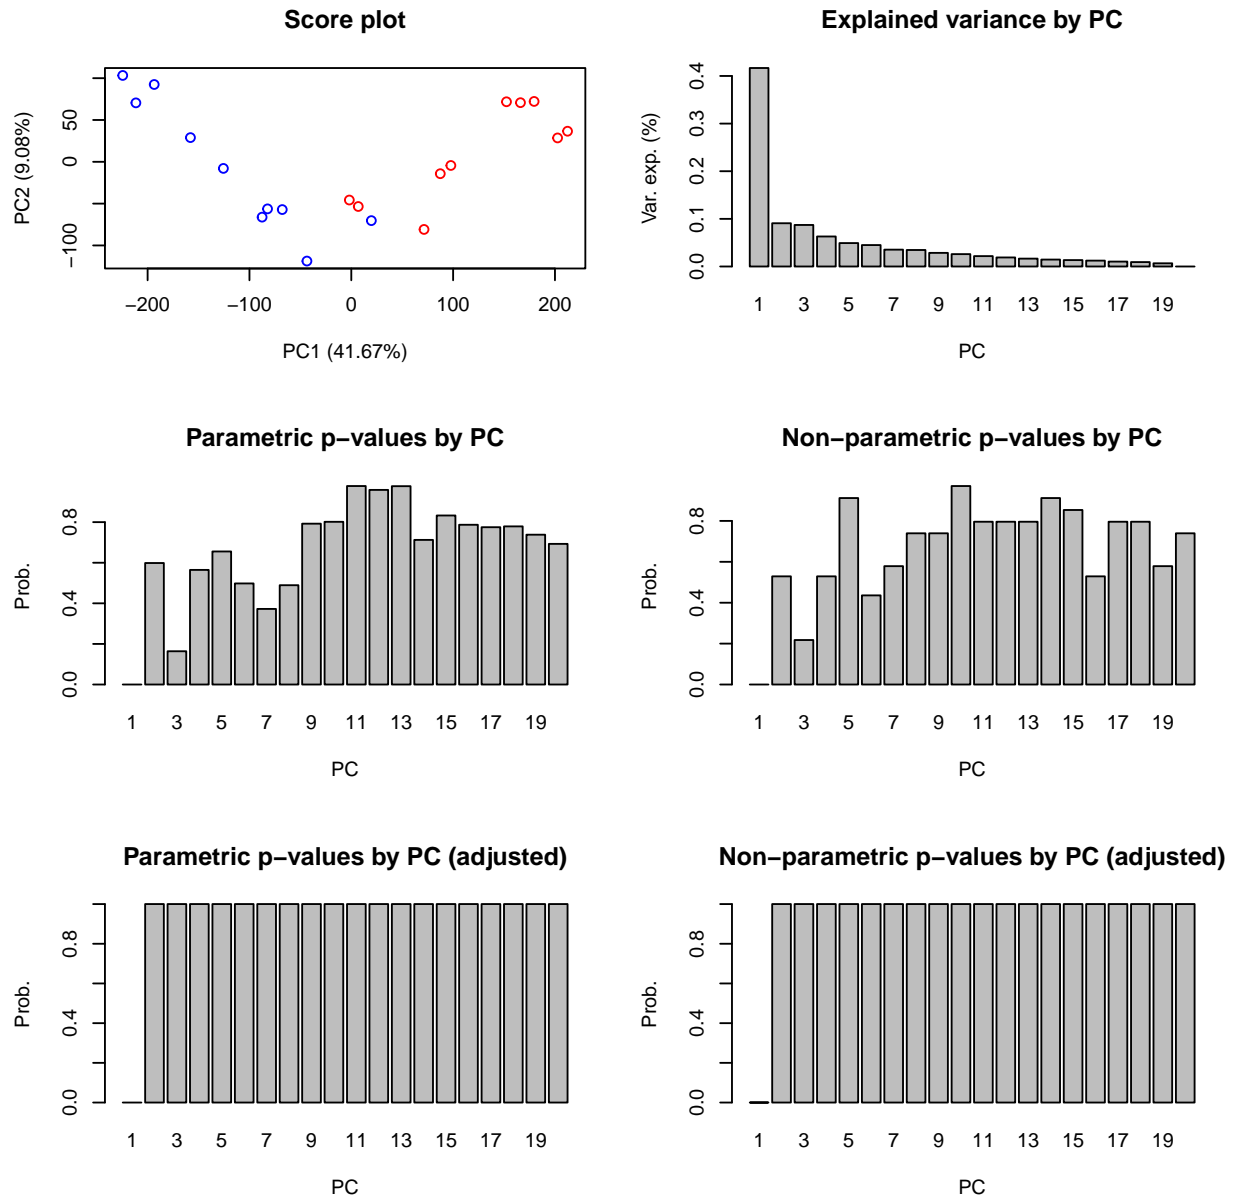 Score plot
PC2 (9.08%)
−100 0 50
−200 −100 0 100 200
PC1 (41.67%)
Explained variance by PC
Var. exp. (%)
0.0 0.1 0.2 0.3 0.4
1 3 5 7 9 11 13 15 17 19
PC
Parametric p−values by PC
Prob.
0.0 0.4 0.8
1 3 5 7 9 11 13 15 17 19
PC
Non−parametric p−values by PC
Prob.
0.0 0.4 0.8
1 3 5 7 9 11 13 15 17 19
PC
Parametric p−values by PC (adjusted)
Prob.
0.0 0.4 0.8
1 3 5 7 9 11 13 15 17 19
PC
Non−parametric p−values by PC (adjusted)
Prob.
0.0 0.4 0.8
1 3 5 7 9 11 13 15 17 19
PC